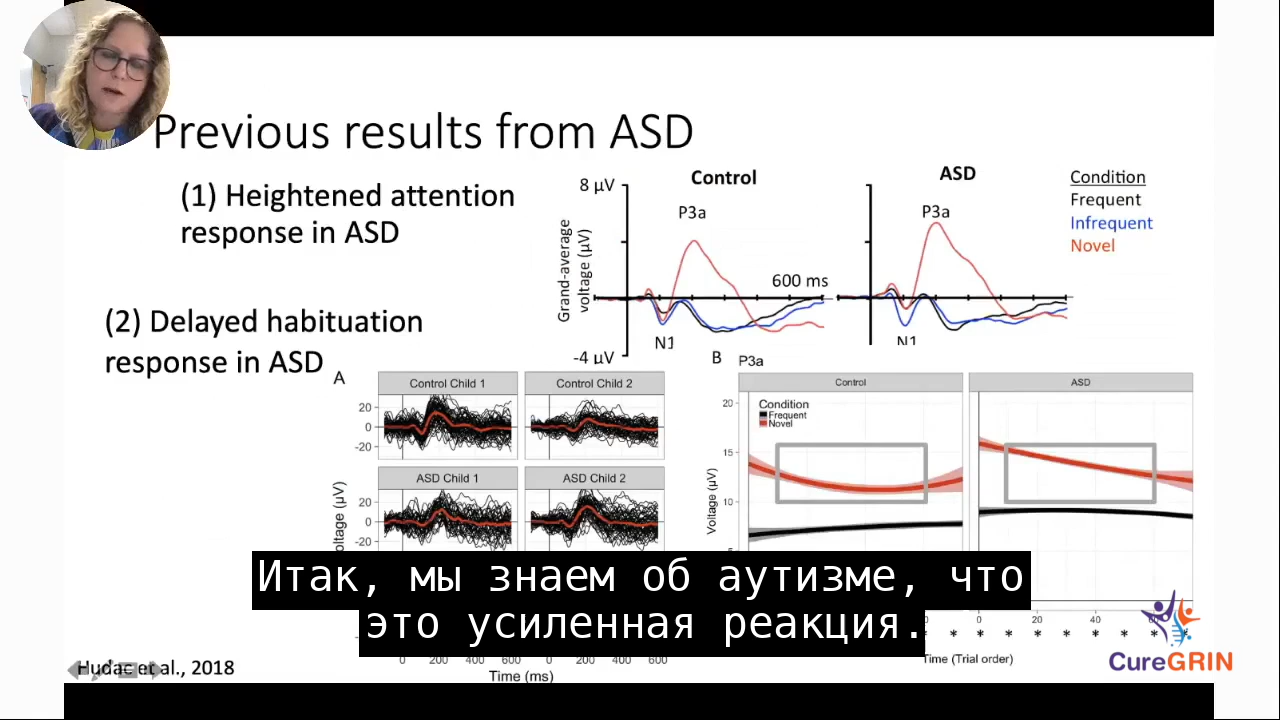 Previous results from ASD
(1) Heightened attention
response in ASD
(2) Delayed habituation
response in ASD
Control
ASD
8 µV
P3a
P3a
600 ms
Grand-average
voltage (µV)
N1
N1
-4 µV
Condition
Frequent
Infrequent
Novel
A
Control Child 1
Control Child 2
20
0
-20
ASD Child 1
ASD Child 2
20
0
-20
0 200 400 600 0 200 400 600
Time (ms)
B P3a
Control
ASD
Condition
Frequent
Novel
20
15
10
Voltage (µV)
0 20 40
* * * * * * * * *
Time (Trial order)
Итак, мы знаем об аутизме, что
это усиленная реакция.
Hudac et al., 2018
CureGRIN